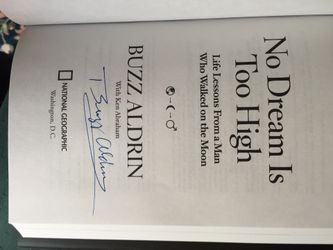 No Dream Is
Too High
Life Lessons From a Man
Who Walked on the Moon
BUZZ ALDRIN
With Ken Abraham
Buzz Aldrin
NATIONAL GEOGRAPHIC
Washington, D.C.